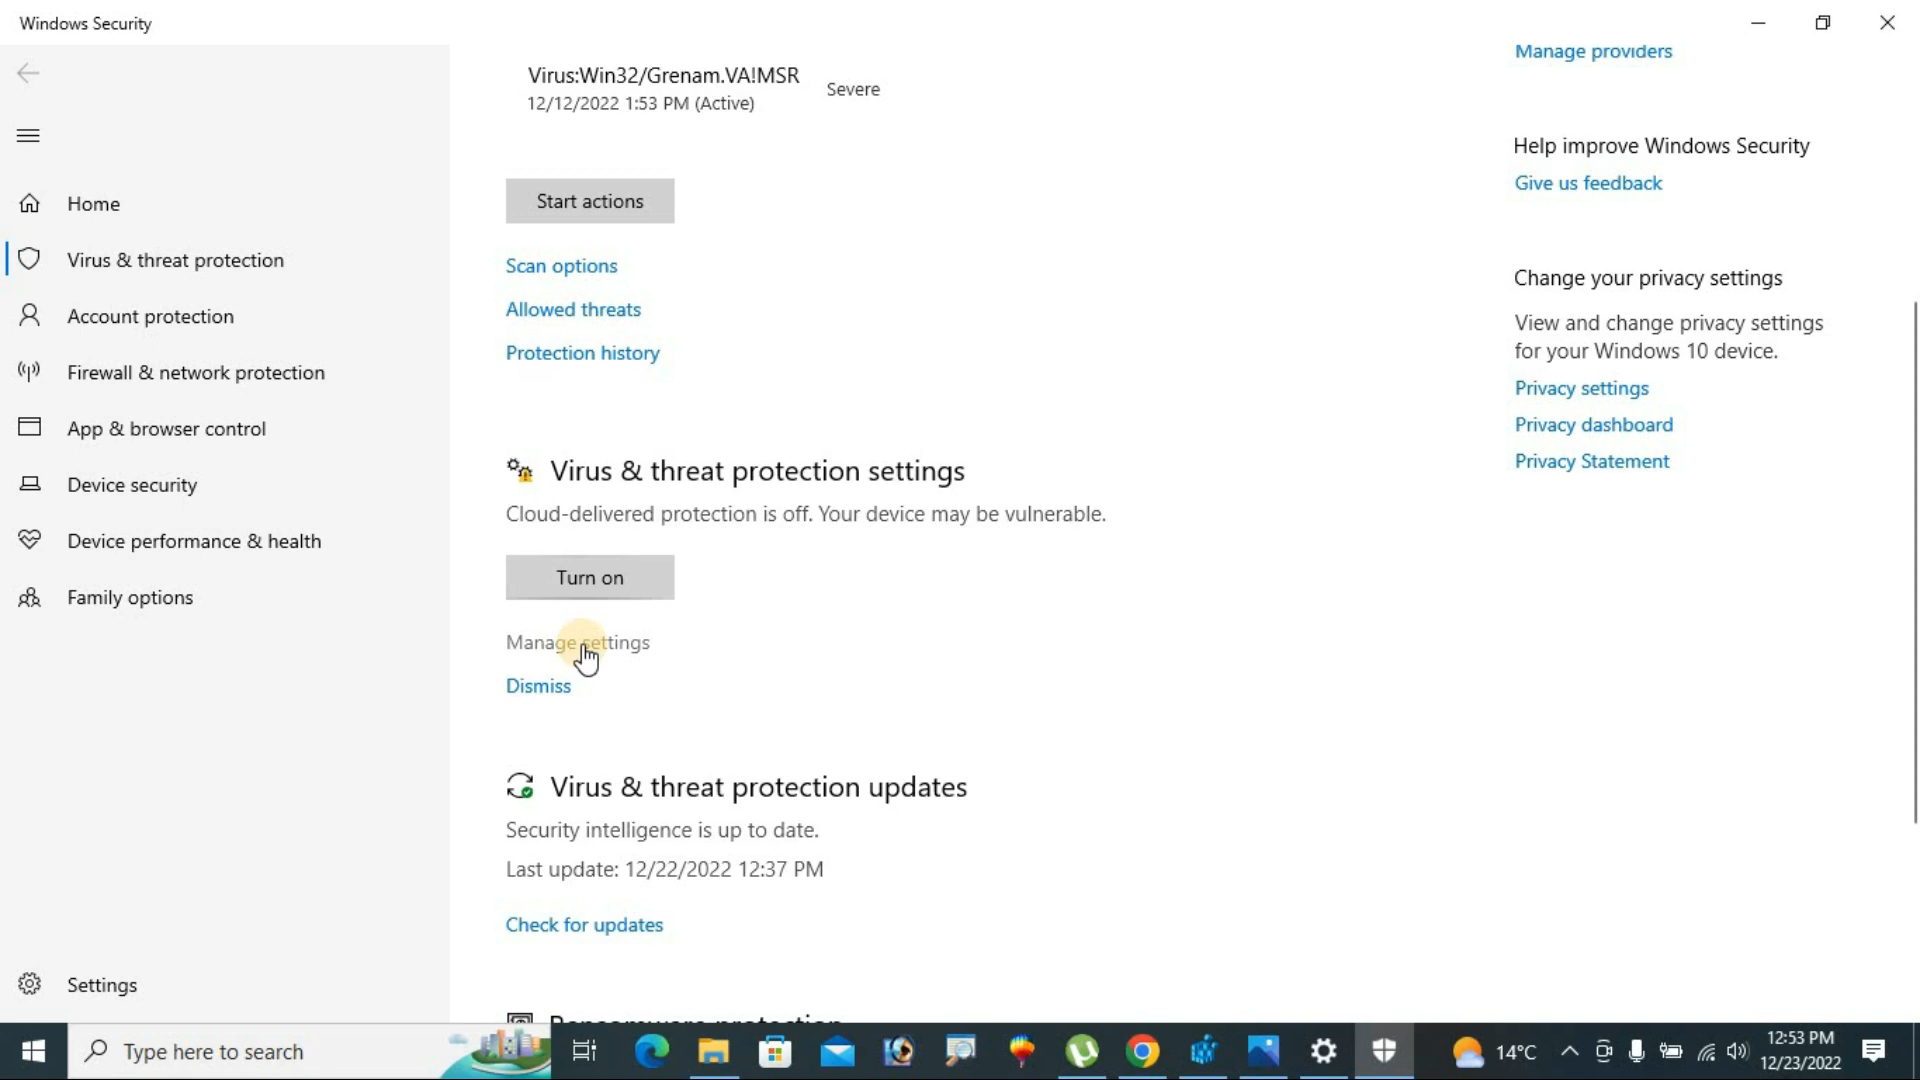 Windows Security
Manage providers
Virus:Win32/Grenam.VA!MSR
12/12/2022 1:53 PM (Active)
Severe
Start actions
Scan options
Allowed threats
Protection history
Virus & threat protection settings
Cloud-delivered protection is off. Your device may be vulnerable.
Turn on
Manage settings
Dismiss
Virus & threat protection updates
Security intelligence is up to date.
Last update: 12/22/2022 12:37 PM
Check for updates
Ransomware protection
Home
Virus & threat protection
Account protection
Firewall & network protection
App & browser control
Device security
Device performance & health
Family options
Settings
Help improve Windows Security
Give us feedback
Change your privacy settings
View and change privacy settings
for your Windows 10 device.
Privacy settings
Privacy dashboard
Privacy Statement
Type here to search
14°C
12:53 PM
12/23/2022